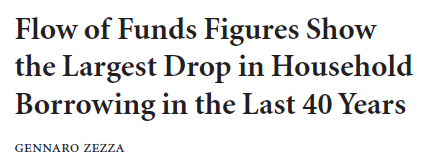 Flow of Funds Figures Show
the Largest Drop in Household
Borrowing in the Last 40 Years
GENNARO ZEZZA